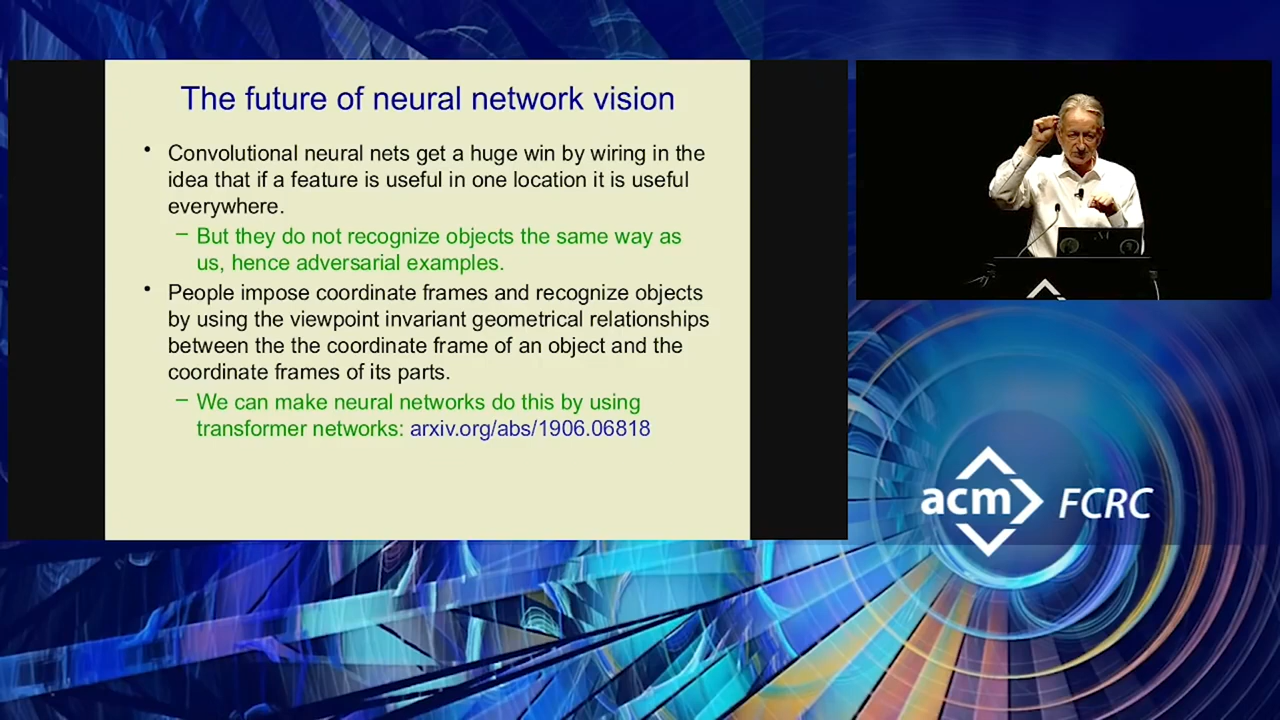 The future of neural network vision
• Convolutional neural nets get a huge win by wiring in the
idea that if a feature is useful in one location it is useful
everywhere.
– But they do not recognize objects the same way as
us, hence adversarial examples.
• People impose coordinate frames and recognize objects
by using the viewpoint invariant geometrical relationships
between the the coordinate frame of an object and the
coordinate frames of its parts.
– We can make neural networks do this by using
transformer networks: arxiv.org/abs/1906.06818
acm FCRC